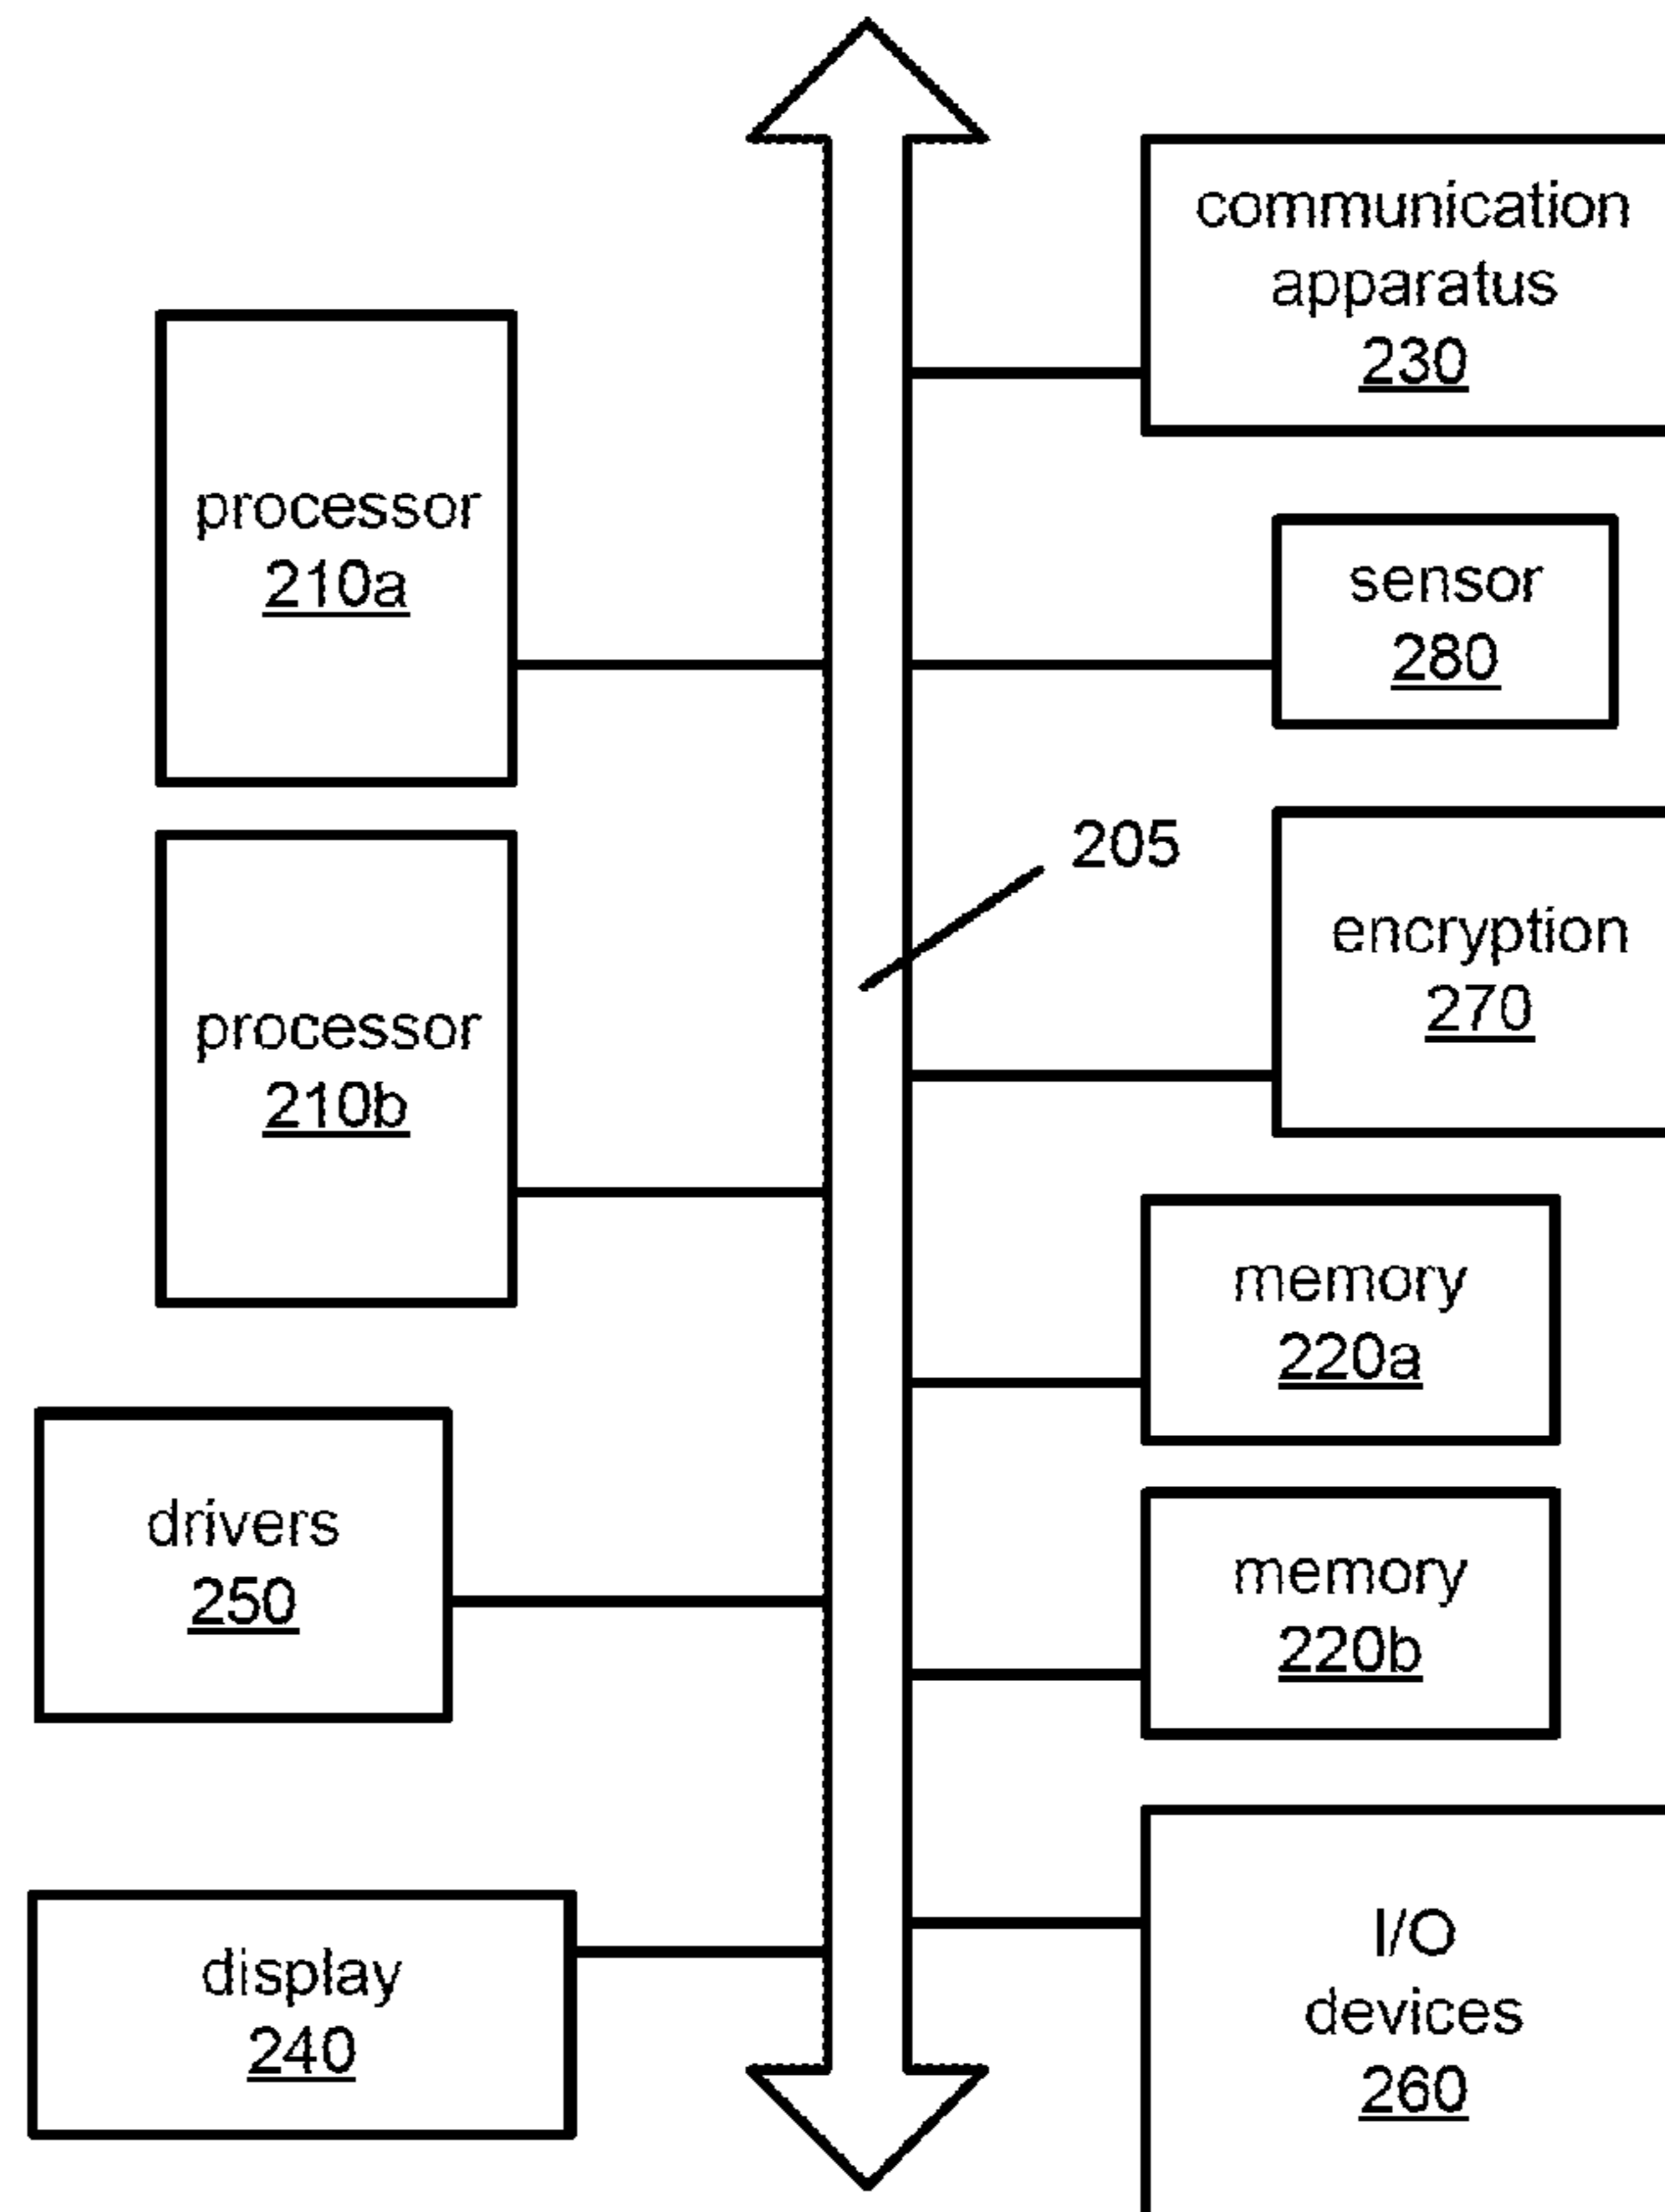 communication
apparatus
230
processor
210a
sensor
280
205
encryption
270
processor
210b
memory
220a
drivers
250
memory
220b
display
240
I/O
devices
260